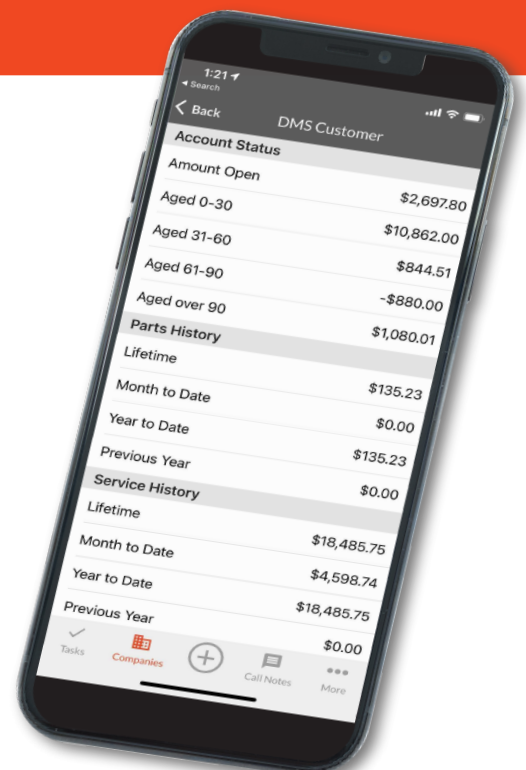 1:21
Search
Back
DMS Customer
Account Status
Amount Open $2,697.80
Aged 0-30 $10,862.00
Aged 31-60 $844.51
Aged 61-90 -$880.00
Aged over 90 $1,080.01
Parts History
Lifetime $135.23
Month to Date $0.00
Year to Date $135.23
Previous Year $0.00
Service History
Lifetime $18,485.75
Month to Date $4,598.74
Year to Date $18,485.75
Previous Year $0.00
Tasks Companies Call Notes More